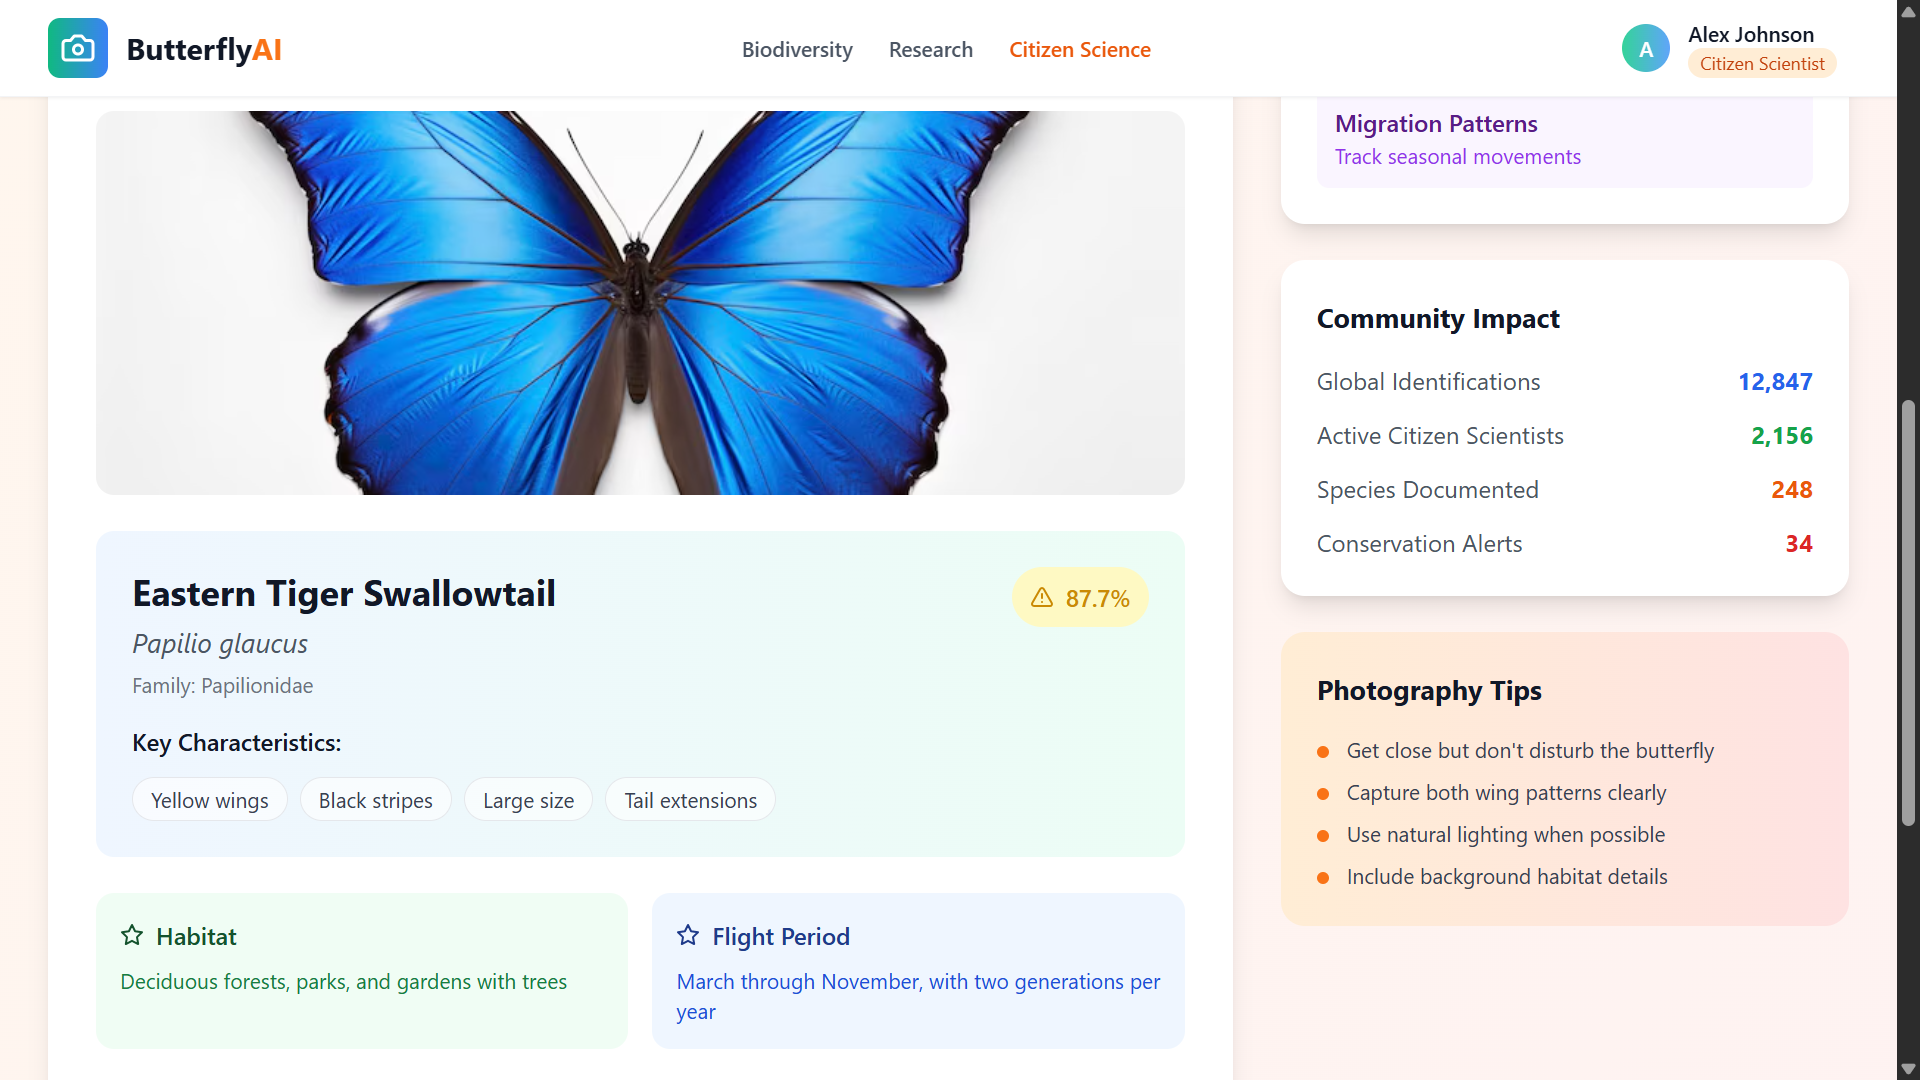 ButterflyAI
Biodiversity
Research
Citizen Science
A
Alex Johnson
Citizen Scientist
Eastern Tiger Swallowtail
87.7%
Papilio glaucus
Family: Papilionidae
Key Characteristics:
Yellow wings
Black stripes
Large size
Tail extensions
Habitat
Deciduous forests, parks, and gardens with trees
Flight Period
March through November, with two generations per
year
Migration Patterns
Track seasonal movements
Community Impact
Global Identifications 12,847
Active Citizen Scientists 2,156
Species Documented 248
Conservation Alerts 34
Photography Tips
Get close but don't disturb the butterfly
Capture both wing patterns clearly
Use natural lighting when possible
Include background habitat details